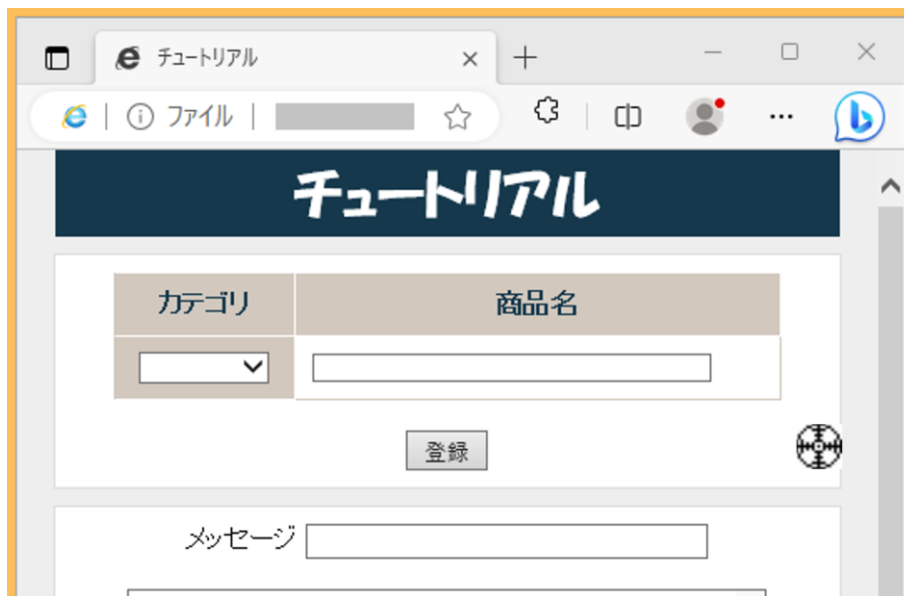 チュートリアル
ファイル
チュートリアル
カテゴリ 商品名
登録
メッセージ